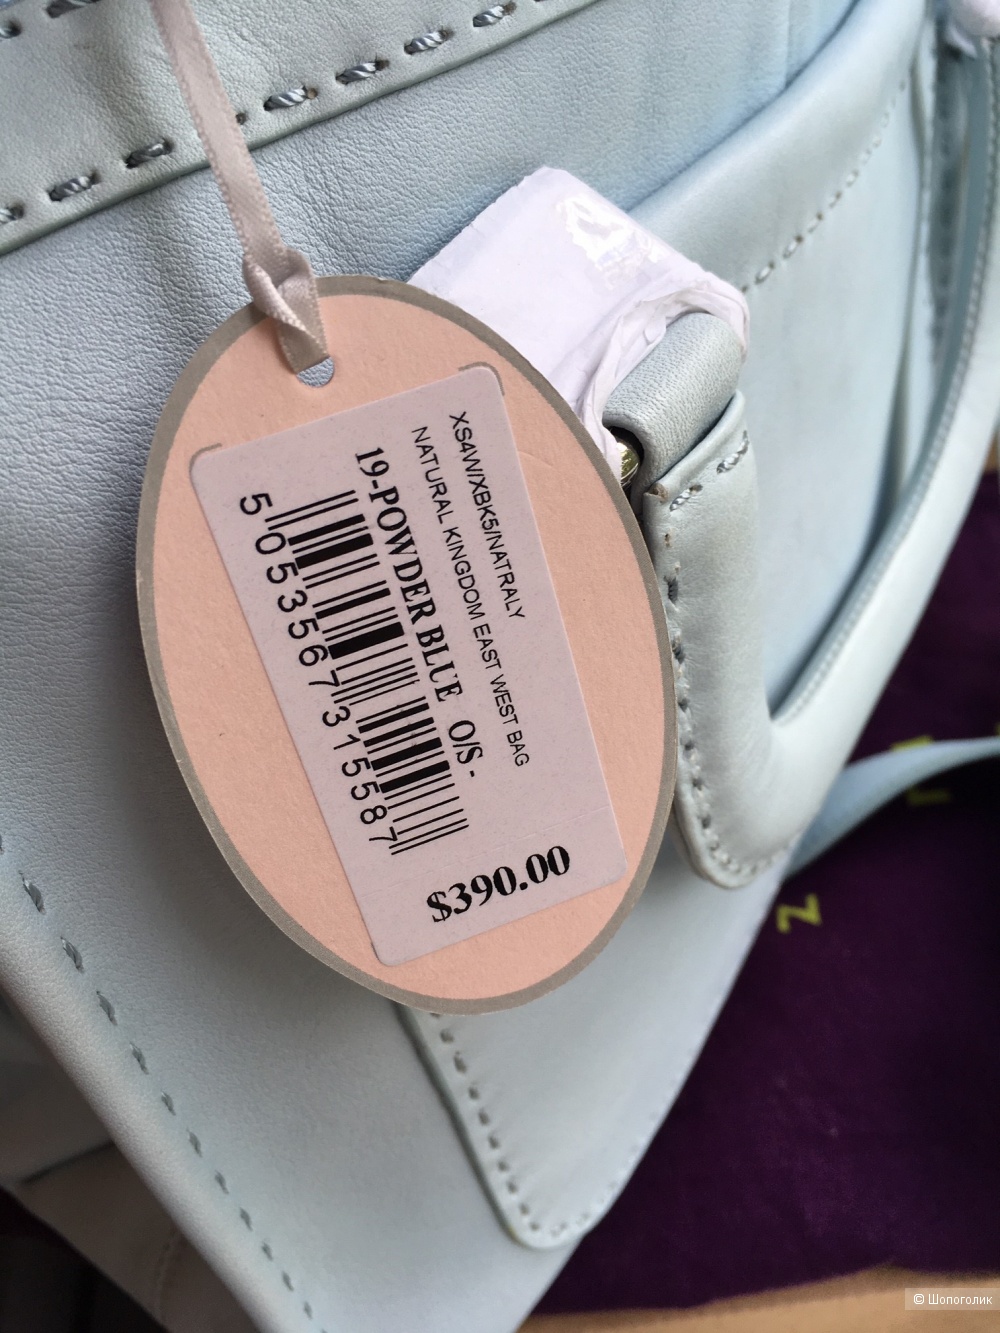 XS4W/XBK5/NATRALY
NATURAL KINGDOM EAST WEST BAG
19-POWDER BLUE O/S -
5053567315587
$390.00
© Шопоголик